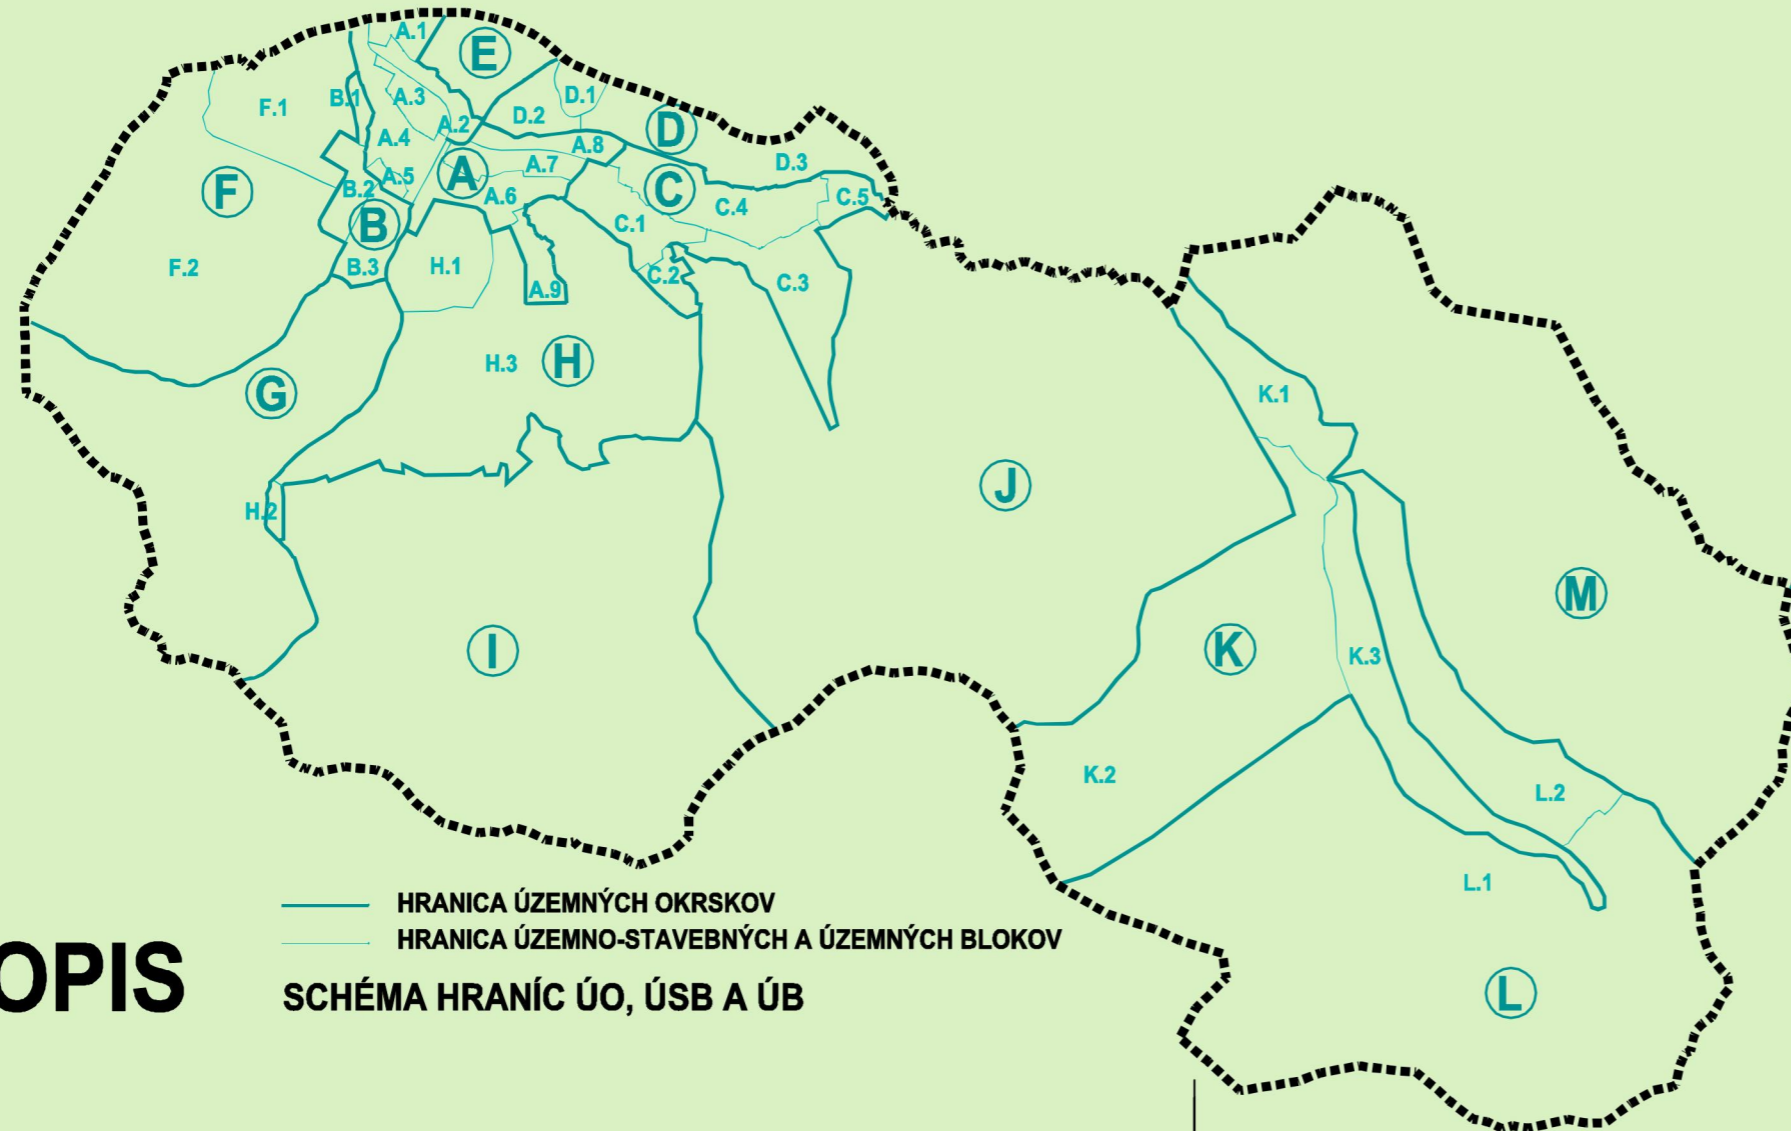 A.1
E
F.1
B.1
A.3
D.1
A.2
D.2
D
A.4
A.8
A.7
D.3
F
A.5
B.2
A
A.6
C
C.4
C.5
B
C.1
F.2
B.3
H.1
A.9
C.2
C.3
H.3
H
G
K.1
H.2
J
M
I
K
K.3
K.2
L.2
L.1
L
HRANICA ÚZEMNÝCH OKRSKOV
HRANICA ÚZEMNO-STAVEBNÝCH A ÚZEMNÝCH BLOKOV
OPIS
SCHÉMA HRANÍC ÚO, ÚSB A ÚB